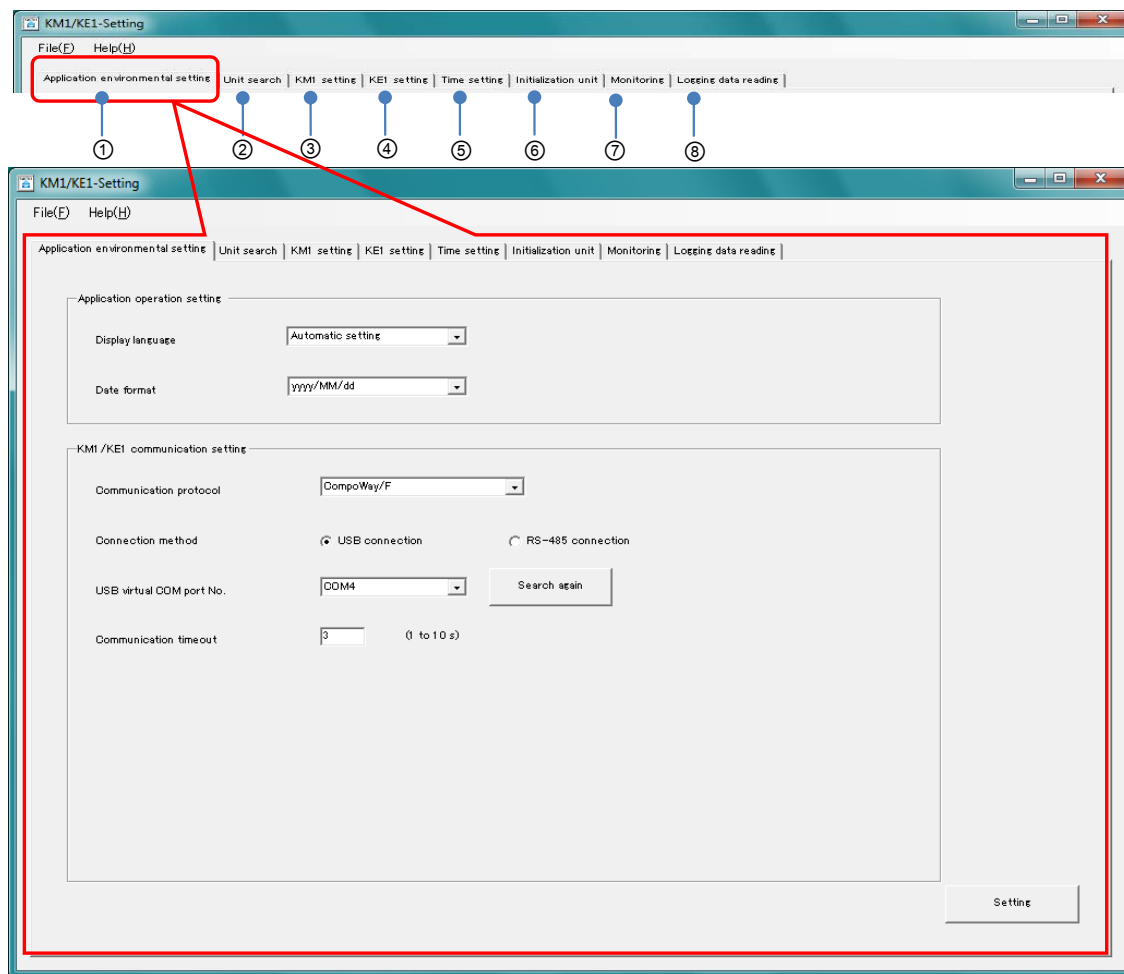 KM1/KE1-Setting
File(F) Help(H)
Application environmental setting Unit search KM1 setting KE1 setting Time setting Initialization unit Monitoring Logging data reading
① ② ③ ④ ⑤ ⑥ ⑦ ⑧
KM1/KE1-Setting
File(F) Help(H)
Application environmental setting Unit search KM1 setting KE1 setting Time setting Initialization unit Monitoring Logging data reading
Application operation setting
Display language Automatic setting
Date format yyyy/MM/dd
KM1/KE1 communication setting
Communication protocol CompoWay/F
Connection method USB connection RS-485 connection
USB virtual COM port No. COM4 Search again
Communication timeout 3 (1 to 10 s)
Setting